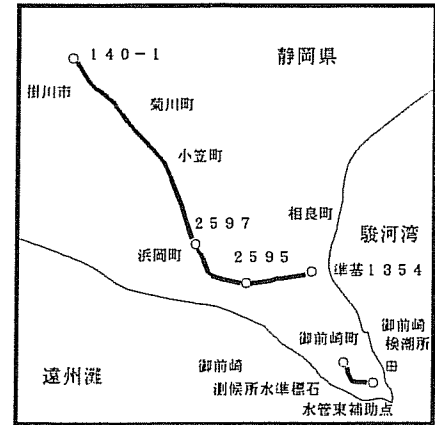 140-1
静岡県
掛川市
菊川町
小笠町
2597
相良町
駿河湾
浜岡町
2595
準基1354
御前崎町
御前崎
検潮所
遠州灘
御前崎
測候所水準標石
水管東補助点